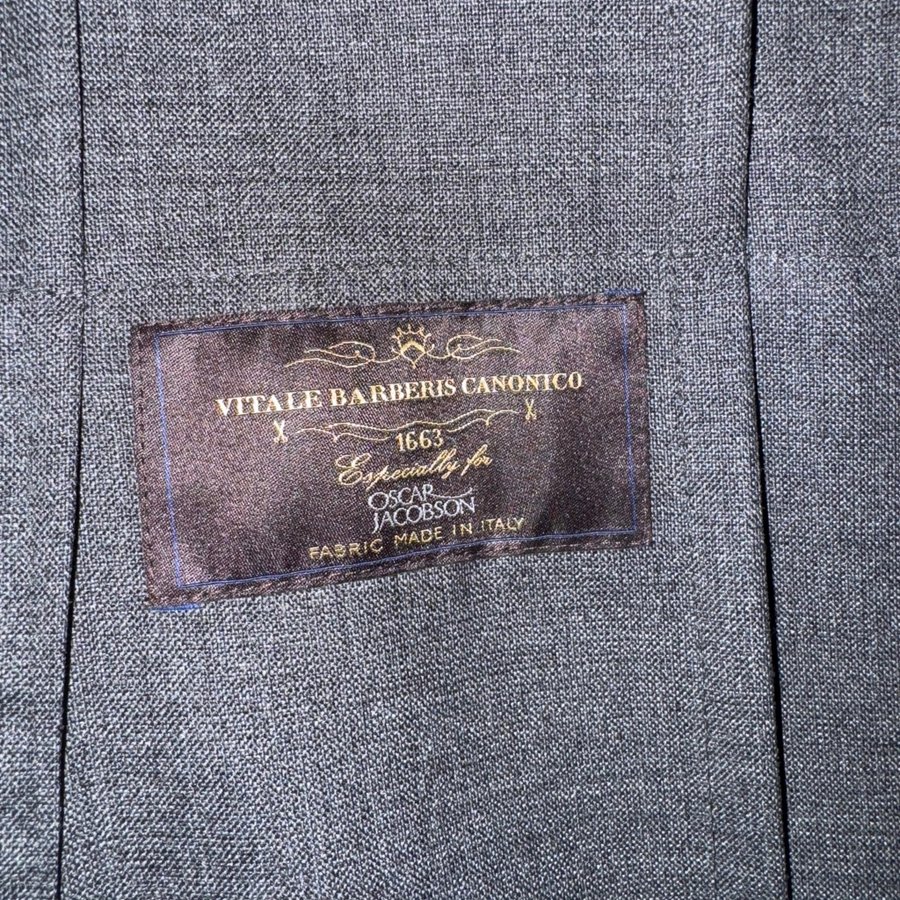 VITALE BARBERIS CANONICO
1663
Especially for
OSCAR
JACOBSON
FABRIC MADE IN ITALY